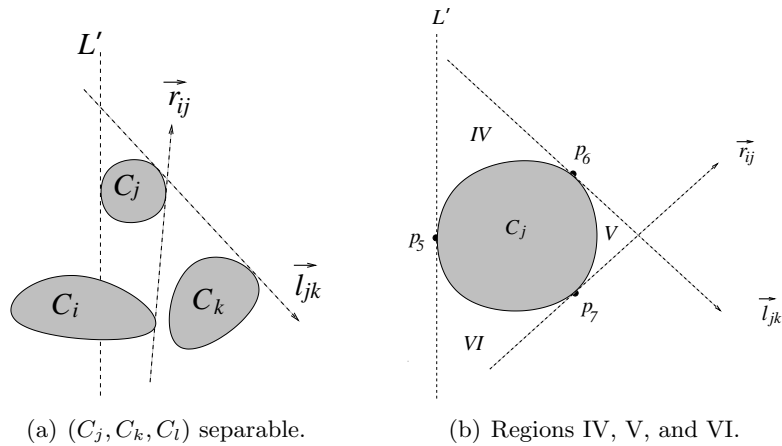 L′
r⃗ij
Cj
Ci
Ck
l⃗jk
(a) (Cj, Ck, Cl) separable.
L′
IV
p6
r⃗ij
p5
Cj
V
p7
VI
l⃗jk
(b) Regions IV, V, and VI.